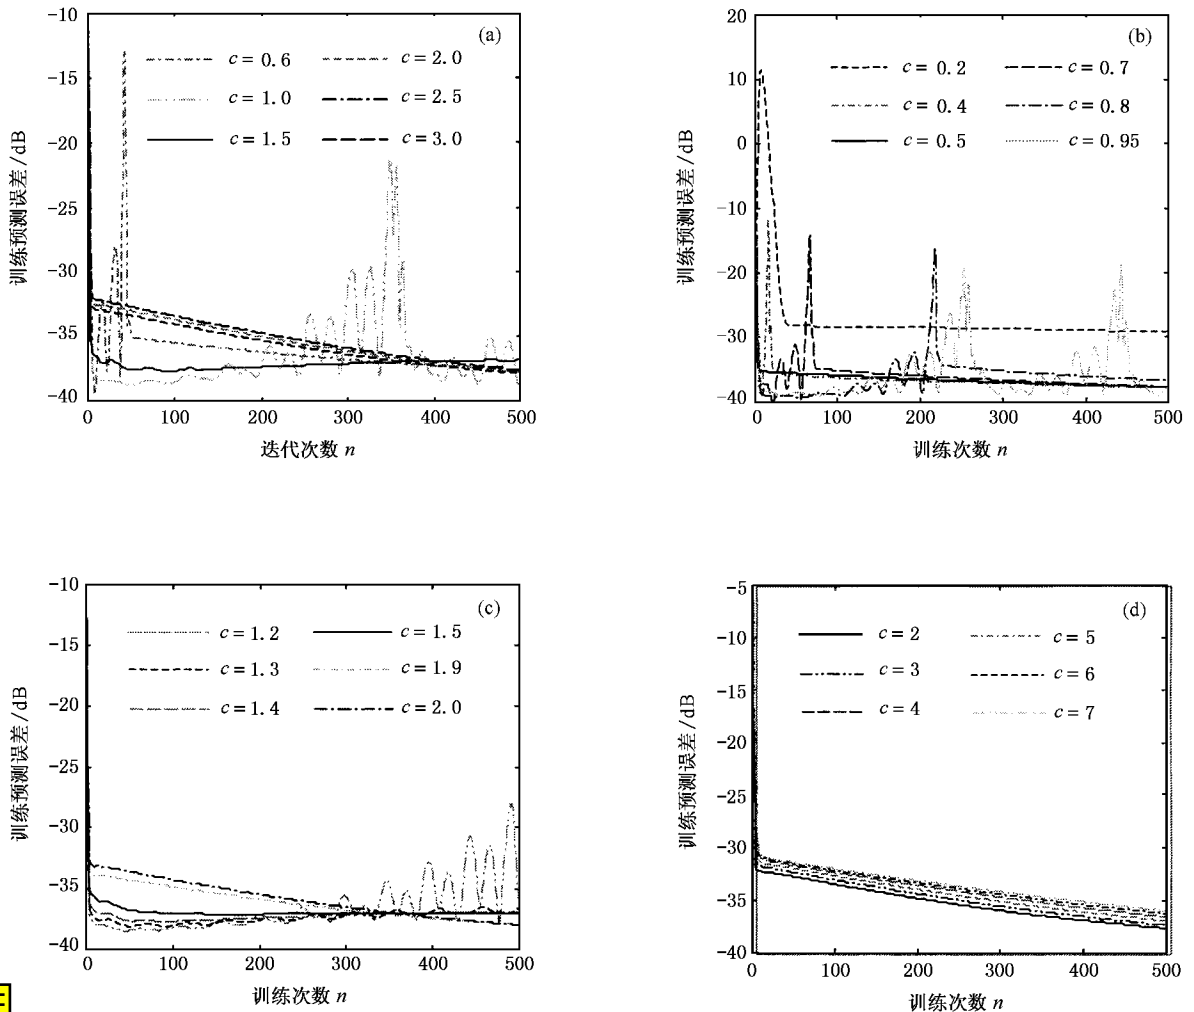 (a)
c = 0.6
c = 2.0
c = 1.0
c = 2.5
c = 1.5
c = 3.0
-10
-15
-20
-25
-30
-35
-40
0
100
200
300
400
500
训练预测误差/dB
迭代次数 n
(b)
c = 0.2
c = 0.7
c = 0.4
c = 0.8
c = 0.5
c = 0.95
20
10
0
-10
-20
-30
-40
0
100
200
300
400
500
训练预测误差/dB
训练次数 n
(c)
c = 1.2
c = 1.5
c = 1.3
c = 1.9
c = 1.4
c = 2.0
-10
-15
-20
-25
-30
-35
-40
0
100
200
300
400
500
训练预测误差/dB
训练次数 n
(d)
c = 2
c = 5
c = 3
c = 6
c = 4
c = 7
-5
-10
-15
-20
-25
-30
-35
-40
0
100
200
300
400
500
训练预测误差/dB
训练次数 n